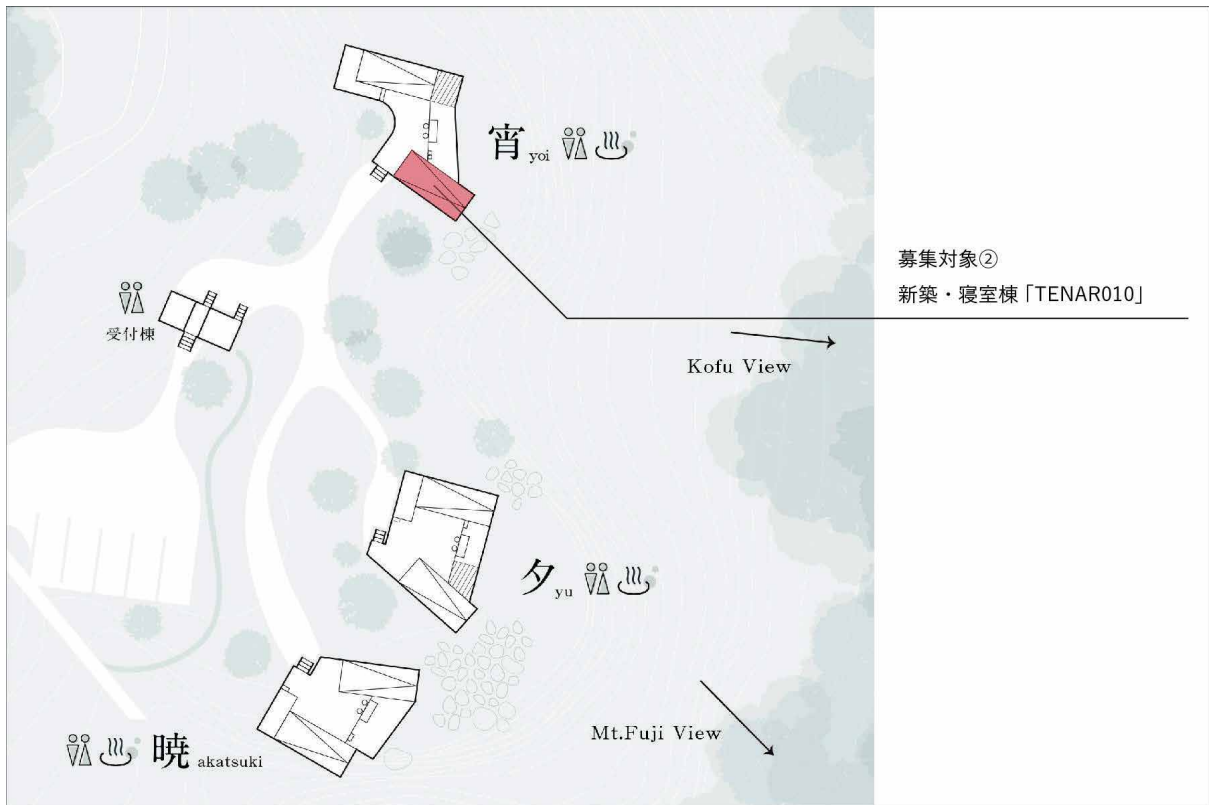 宵 yoi
募集対象②
新築・寝室棟「TENAR010」
受付棟
Kofu View
夕 yu
Mt.Fuji View
暁 akatsuki